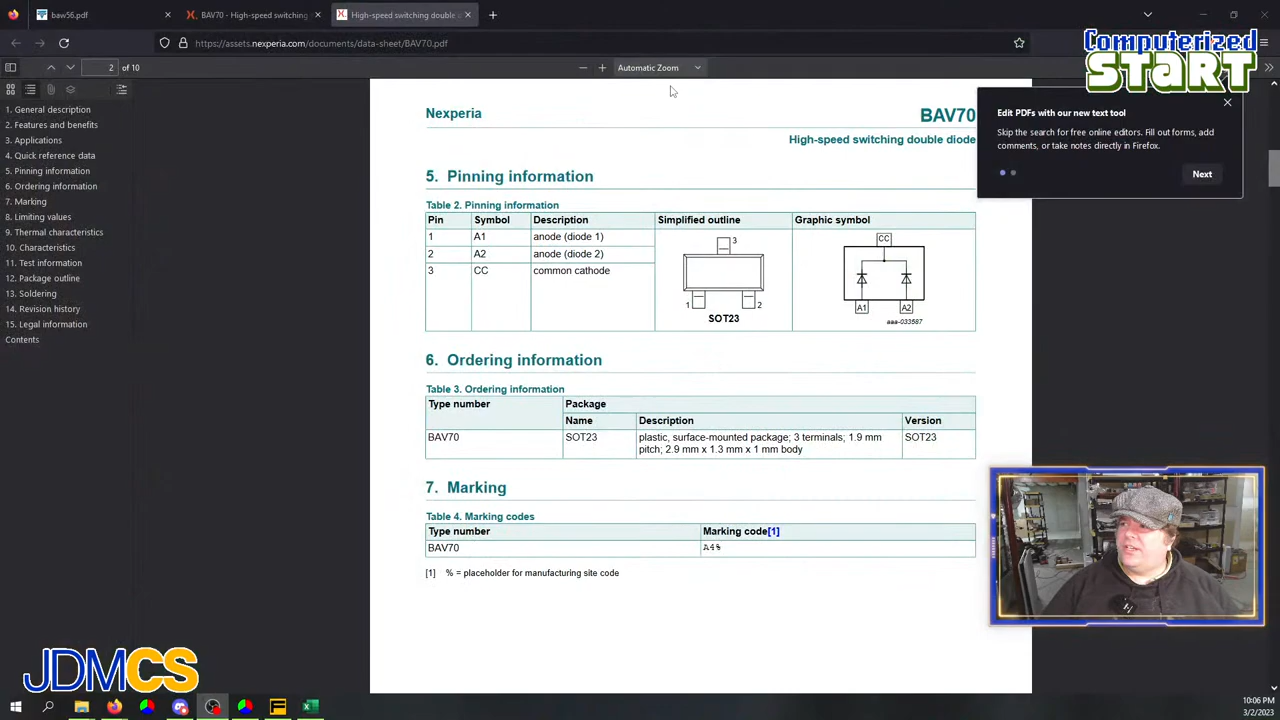 baw56.pdf
BAV70 - High-speed switching
High-speed switching double di
https://assets.nexperia.com/documents/data-sheet/BAV70.pdf
2 of 10
Automatic Zoom
Computerized
START
1. General description
2. Features and benefits
3. Applications
4. Quick reference data
5. Pinning information
6. Ordering information
7. Marking
8. Limiting values
9. Thermal characteristics
10. Characteristics
11. Test information
12. Package outline
13. Soldering
14. Revision history
15. Legal information
Contents
Nexperia
BAV70
High-speed switching double diode
5. Pinning information
Table 2. Pinning information
Pin Symbol Description Simplified outline Graphic symbol
1 A1 anode (diode 1)
2 A2 anode (diode 2)
3 CC common cathode
3
1 2
SOT23
CC
A1 A2
aaa-033587
6. Ordering information
Table 3. Ordering information
Type number Package
Name Description Version
BAV70 SOT23 plastic, surface-mounted package; 3 terminals; 1.9 mm SOT23
pitch; 2.9 mm x 1.3 mm x 1 mm body
7. Marking
Table 4. Marking codes
Type number Marking code[1]
BAV70 A4%
[1] % = placeholder for manufacturing site code
Edit PDFs with our new text tool
Skip the search for free online editors. Fill out forms, add
comments, or take notes directly in Firefox.
Next
JDMCS
10:06 PM
3/2/2023